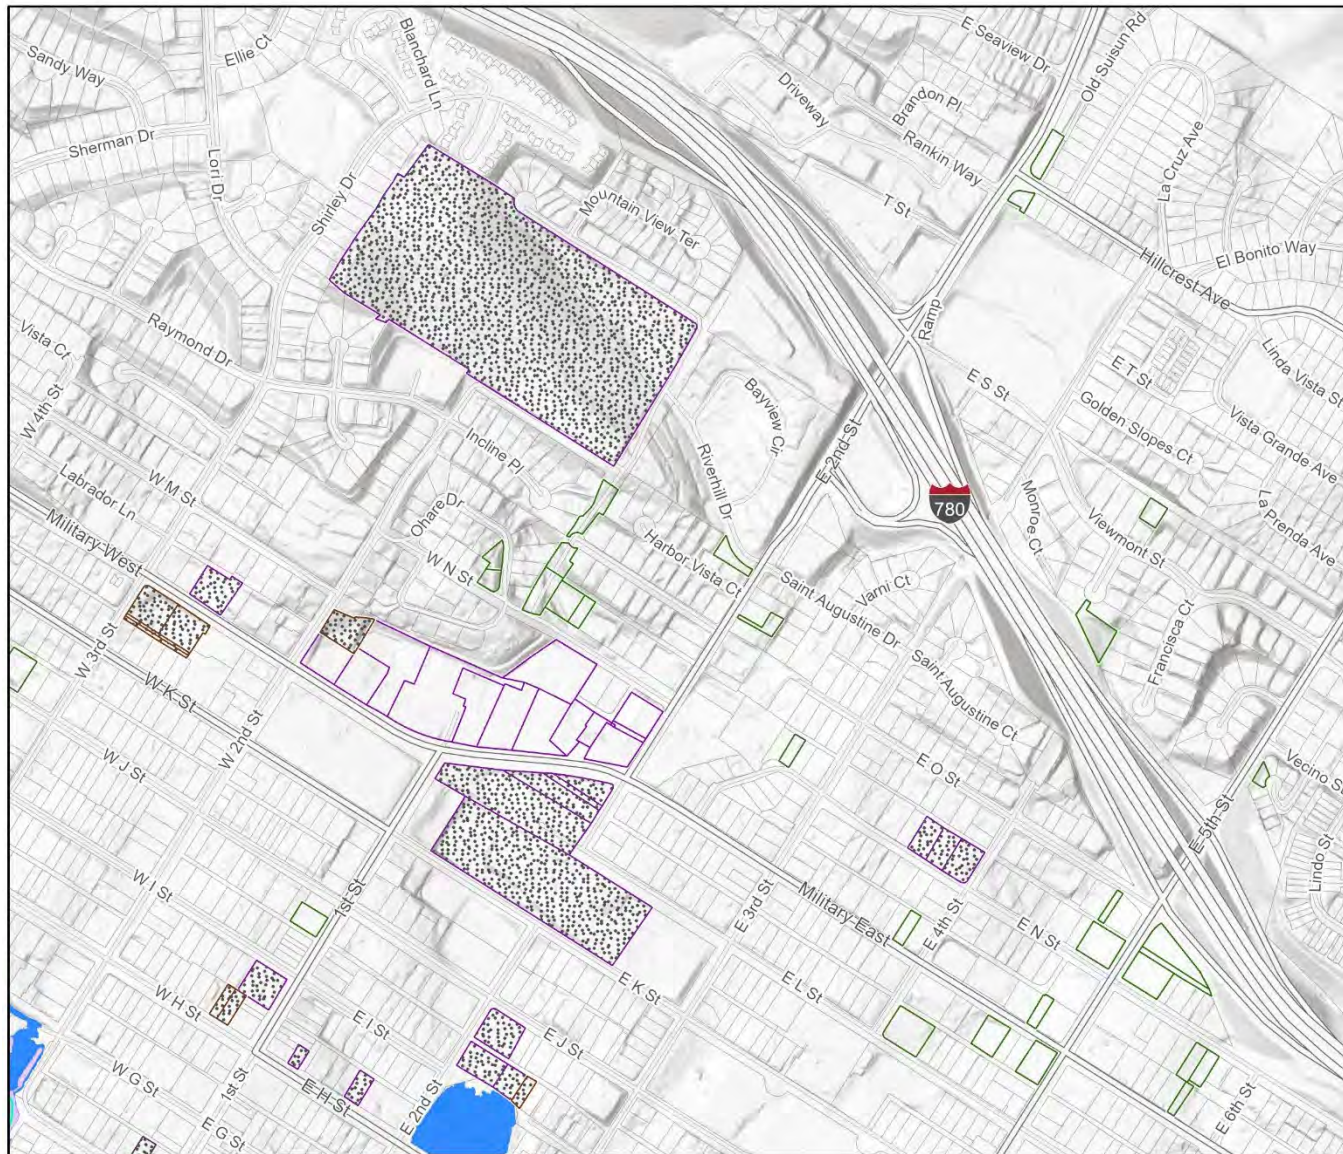 Blanchard Ln
E Seaview Dr
Old Suisun Rd
Ellie Ct
Sandy Way
Driveway
Brandon Pl
Rankin Way
La Cruz Ave
Sherman Dr
Lori Dr
Shirley Dr
Mountain View Ter
T St
El Bonito Way
Hillcrest Ave
Ramp
Vista Ct
Raymond Dr
Linda Vista St
E S St
E T St
Bayview Cir
W 4th St
Golden Slopes Ct
Vista Grande Ave
Incline Pl
E 2nd St
Riverhill Dr
Labrador Ln
W M St
Ohare Dr
780
Monroe Ct
Viewmont St
La Prenda Ave
Military West
W N St
Harbor Vista Ct
Saint Augustine Dr
Varni Ct
Francisca Ct
W 3rd St
W K St
W 2nd St
Saint Augustine Ct
W J St
E O St
Vecino St
E 5th St
Lindo St
W I St
1st St
E 3rd St
Military East
E 4th St
E N St
W H St
E K St
E L St
E I St
E J St
W G St
1st St
E H St
E 2nd St
E 6th St
E G St